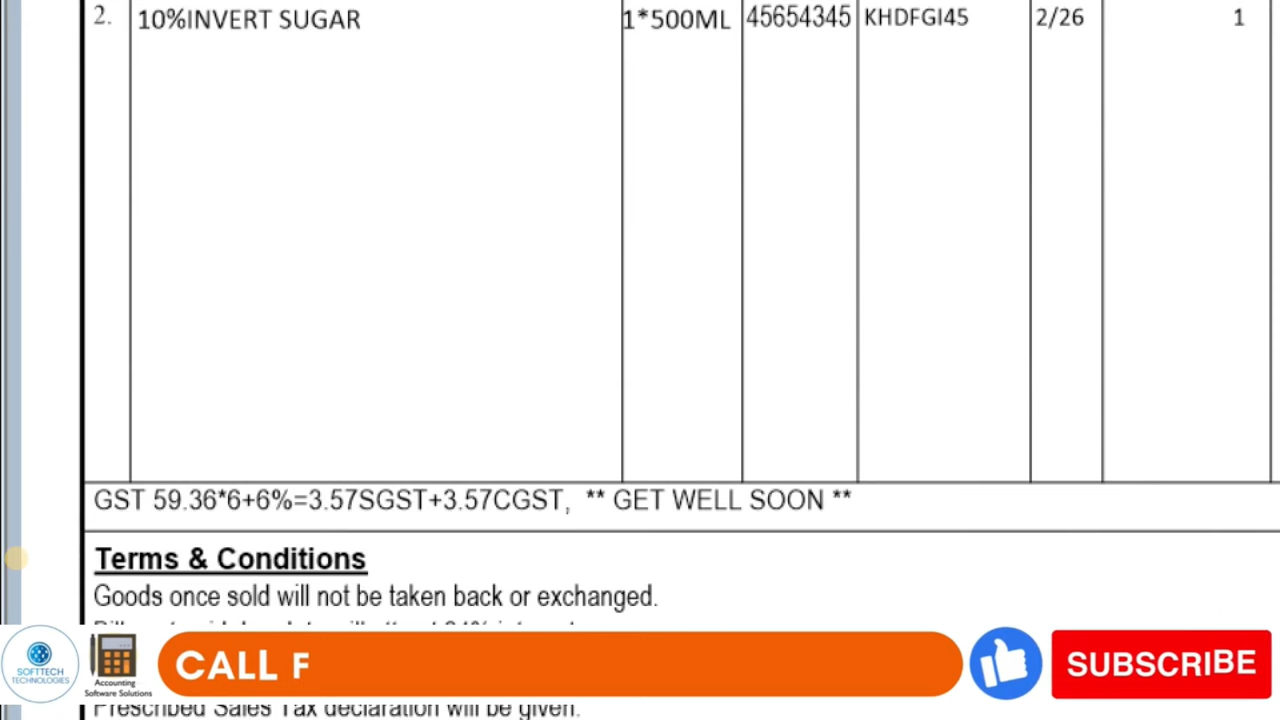 2. 10%INVERT SUGAR 1*500ML 45654345 KHDFGI45 2/26 1
GST 59.36*6+6%=3.57SGST+3.57CGST, ** GET WELL SOON **
Terms & Conditions
Goods once sold will not be taken back or exchanged.
SOFTTECH
TECHNOLOGIES
Accounting
Software Solutions
CALL F
SUBSCRIBE
Prescribed Sales Tax declaration will be given.